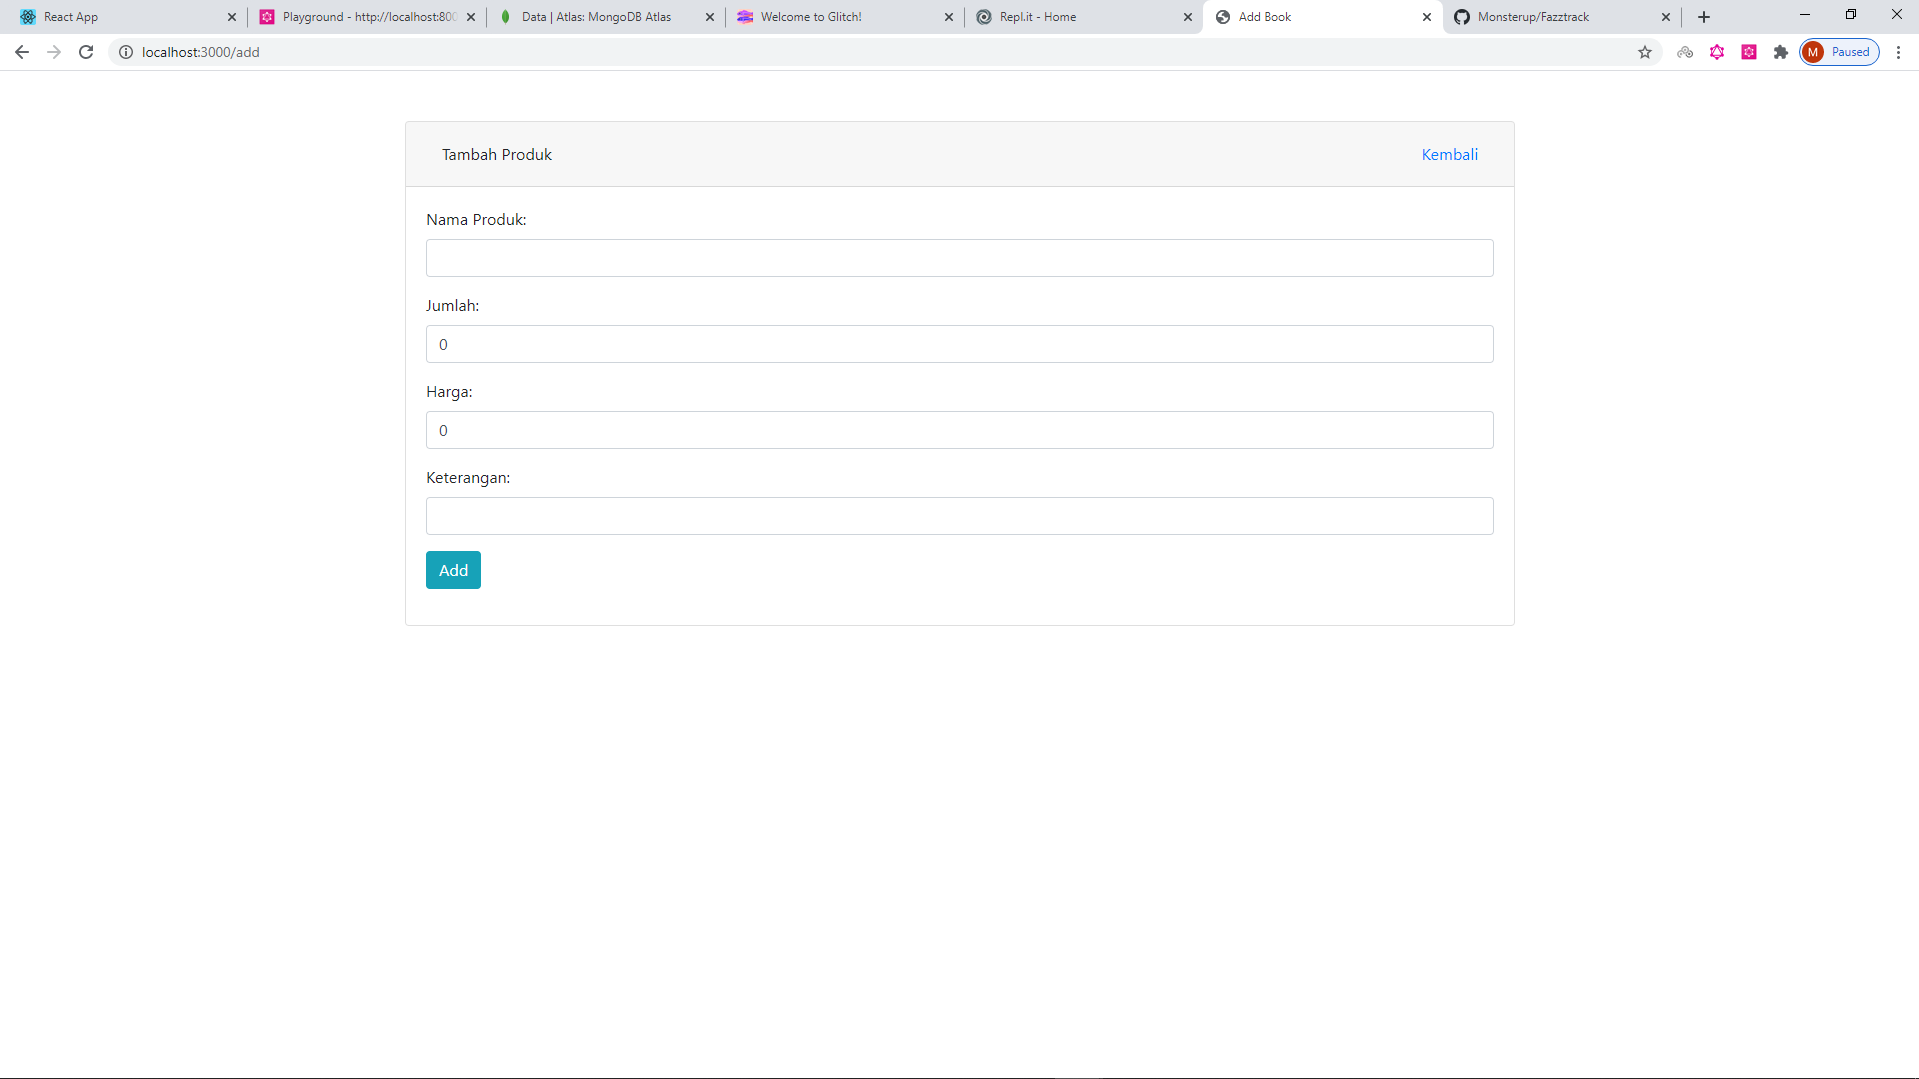 React App
Playground - http://localhost:800
Data | Atlas: MongoDB Atlas
Welcome to Glitch!
Repl.it - Home
Add Book
Monsterup/Fazztrack
localhost:3000/add
M Paused
Tambah Produk
Kembali
Nama Produk:
Jumlah:
0
Harga:
0
Keterangan:
Add